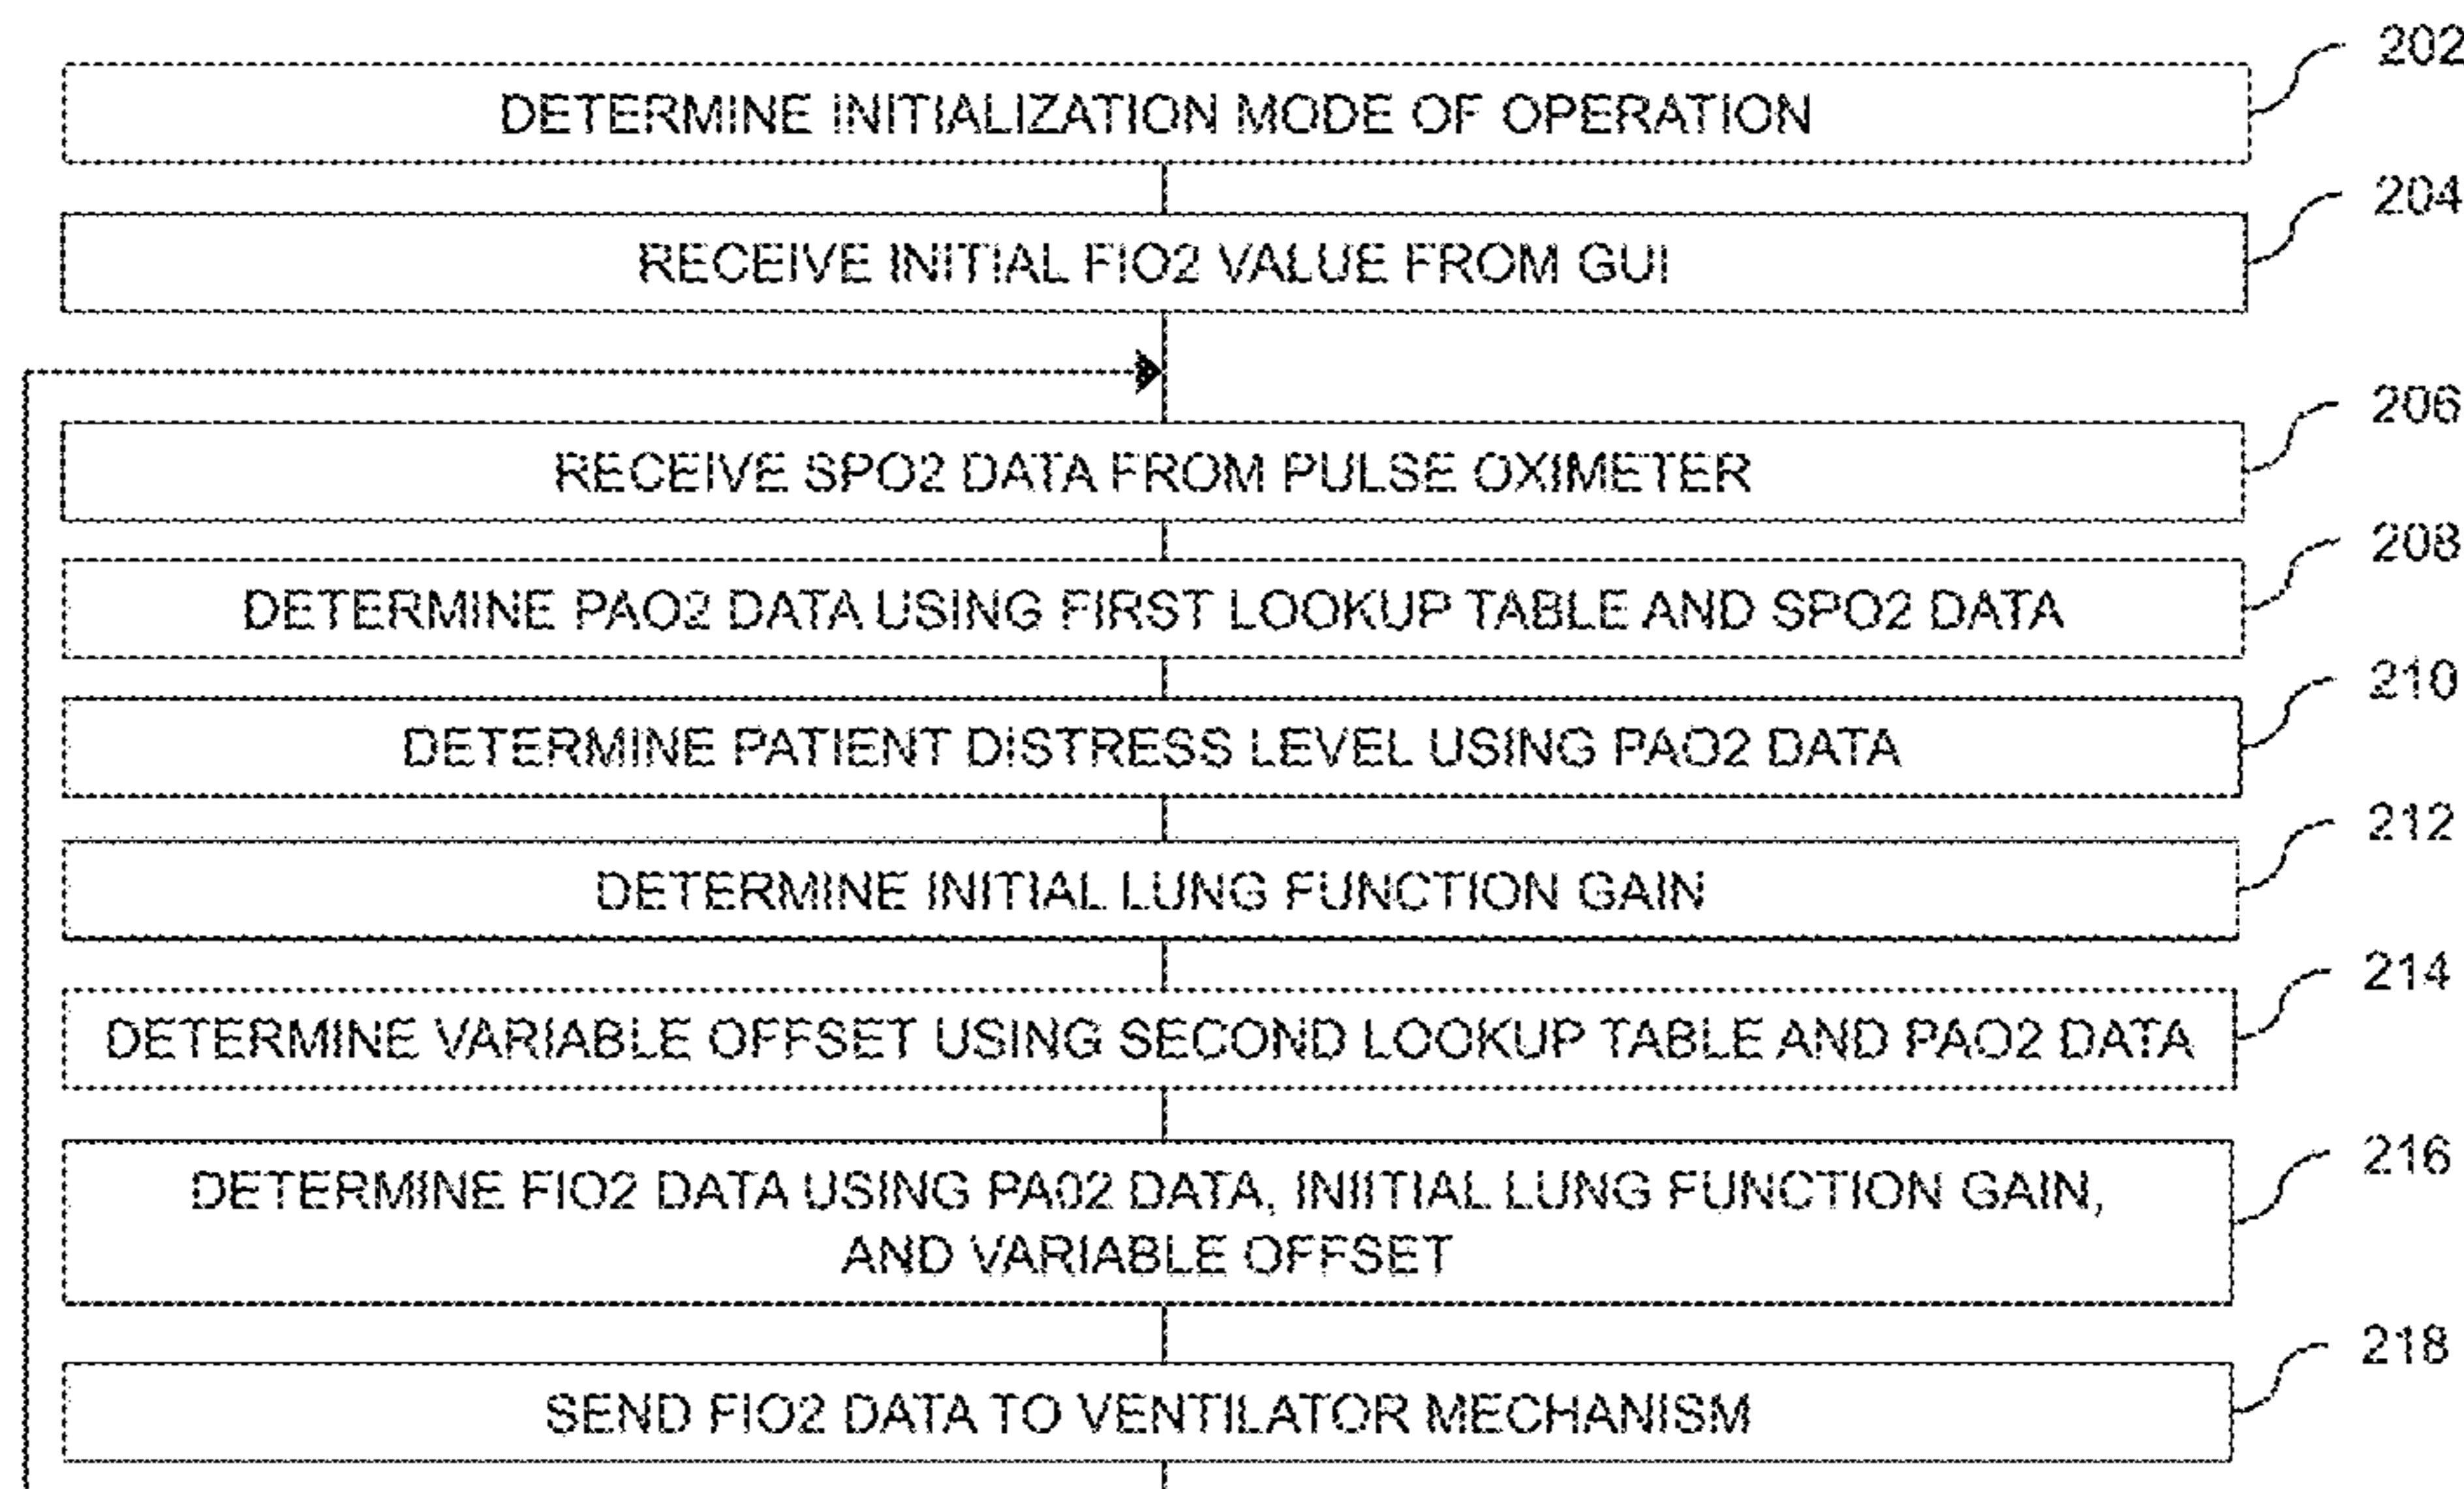 202
DETERMINE INITIALIZATION MODE OF OPERATION
204
RECEIVE INITIAL FIO2 VALUE FROM GUI
206
RECEIVE SPO2 DATA FROM PULSE OXIMETER
208
DETERMINE PAO2 DATA USING FIRST LOOKUP TABLE AND SPO2 DATA
210
DETERMINE PATIENT DISTRESS LEVEL USING PAO2 DATA
212
DETERMINE INITIAL LUNG FUNCTION GAIN
214
DETERMINE VARIABLE OFFSET USING SECOND LOOKUP TABLE AND PAO2 DATA
216
DETERMINE FIO2 DATA USING PA02 DATA, INIITIAL LUNG FUNCTION GAIN,
AND VARIABLE OFFSET
218
SEND FIO2 DATA TO VENTILATOR MECHANISM